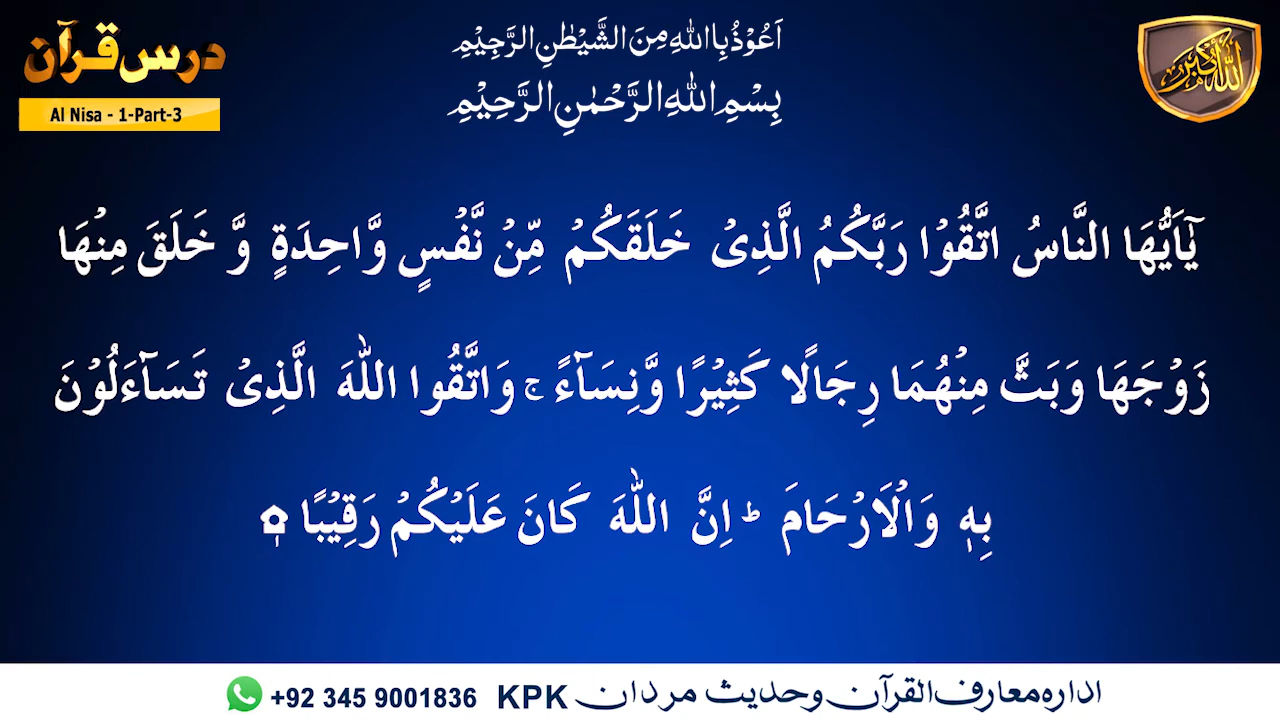 درس قرآن
Al Nisa - 1-Part-3
اَعُوْذُ بِاللّٰهِ مِنَ الشَّيْطٰنِ الرَّجِيْمِ
بِسْمِ اللّٰهِ الرَّحْمٰنِ الرَّحِيْمِ
اللّٰه اکبر
يٰۤاَيُّهَا النَّاسُ اتَّقُوْا رَبَّكُمُ الَّذِىْ خَلَقَكُمْ مِّنْ نَّفْسٍ وَّاحِدَةٍ وَّ خَلَقَ مِنْهَا
زَوْجَهَا وَبَثَّ مِنْهُمَا رِجَالًا كَثِيْرًا وَّنِسَآءً ۚ وَاتَّقُوا اللّٰهَ الَّذِىْ تَسَآءَلُوْنَ
بِهٖ وَالْاَرْحَامَ ؕ اِنَّ اللّٰهَ كَانَ عَلَيْكُمْ رَقِيْبًا ۝
+92 345 9001836 KPK ادارہ معارف القرآن وحدیث مردان